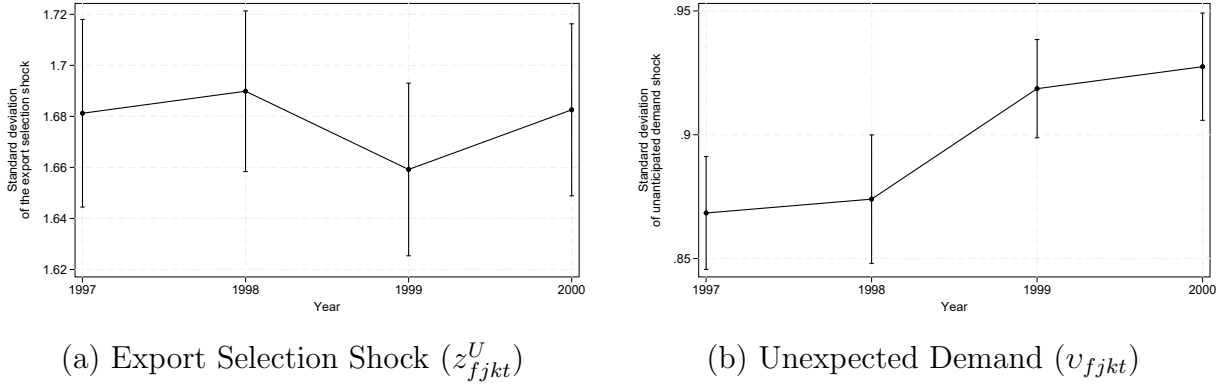 Standard deviation
of the export selection shock
1.72
1.7
1.68
1.66
1.64
1.62
1997
1998
1999
2000
Year
(a) Export Selection Shock (z^U_{fjkt})
Standard deviation
of unanticipated demand shock
.95
.9
.85
1997
1998
1999
2000
Year
(b) Unexpected Demand (υ_{fjkt})